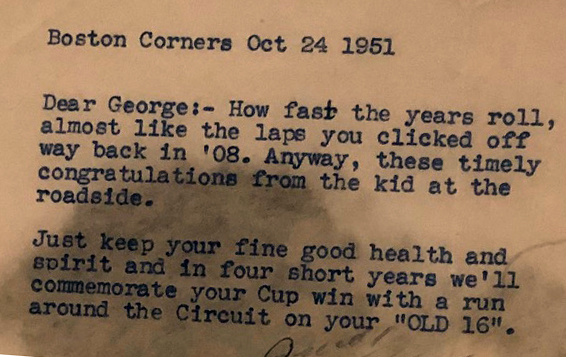 Boston Corners Oct 24 1951
Dear George:- How fast the years roll,
almost like the laps you clicked off
way back in '08. Anyway, these timely
congratulations from the kid at the
roadside.
Just keep your fine good health and
spirit and in four short years we'll
commemorate your Cup win with a run
around the Circuit on your "OLD 16".